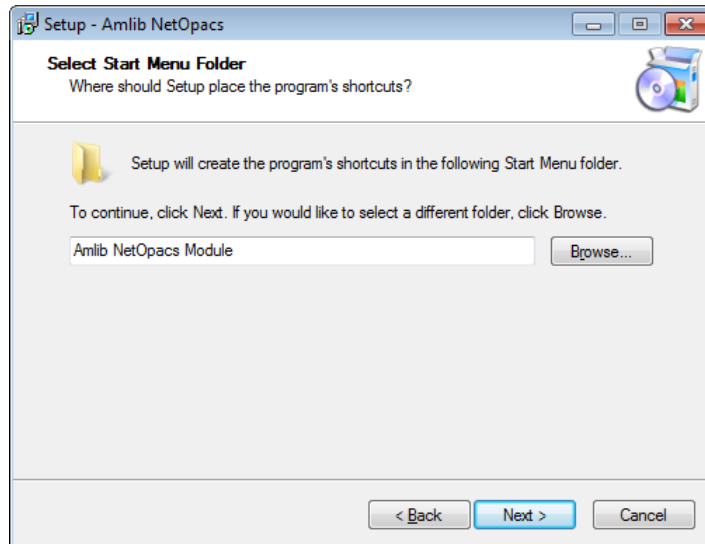 Setup - Amlib NetOpacs
Select Start Menu Folder
Where should Setup place the program's shortcuts?
Setup will create the program's shortcuts in the following Start Menu folder.
To continue, click Next. If you would like to select a different folder, click Browse.
Amlib NetOpacs Module
Browse...
< Back
Next >
Cancel